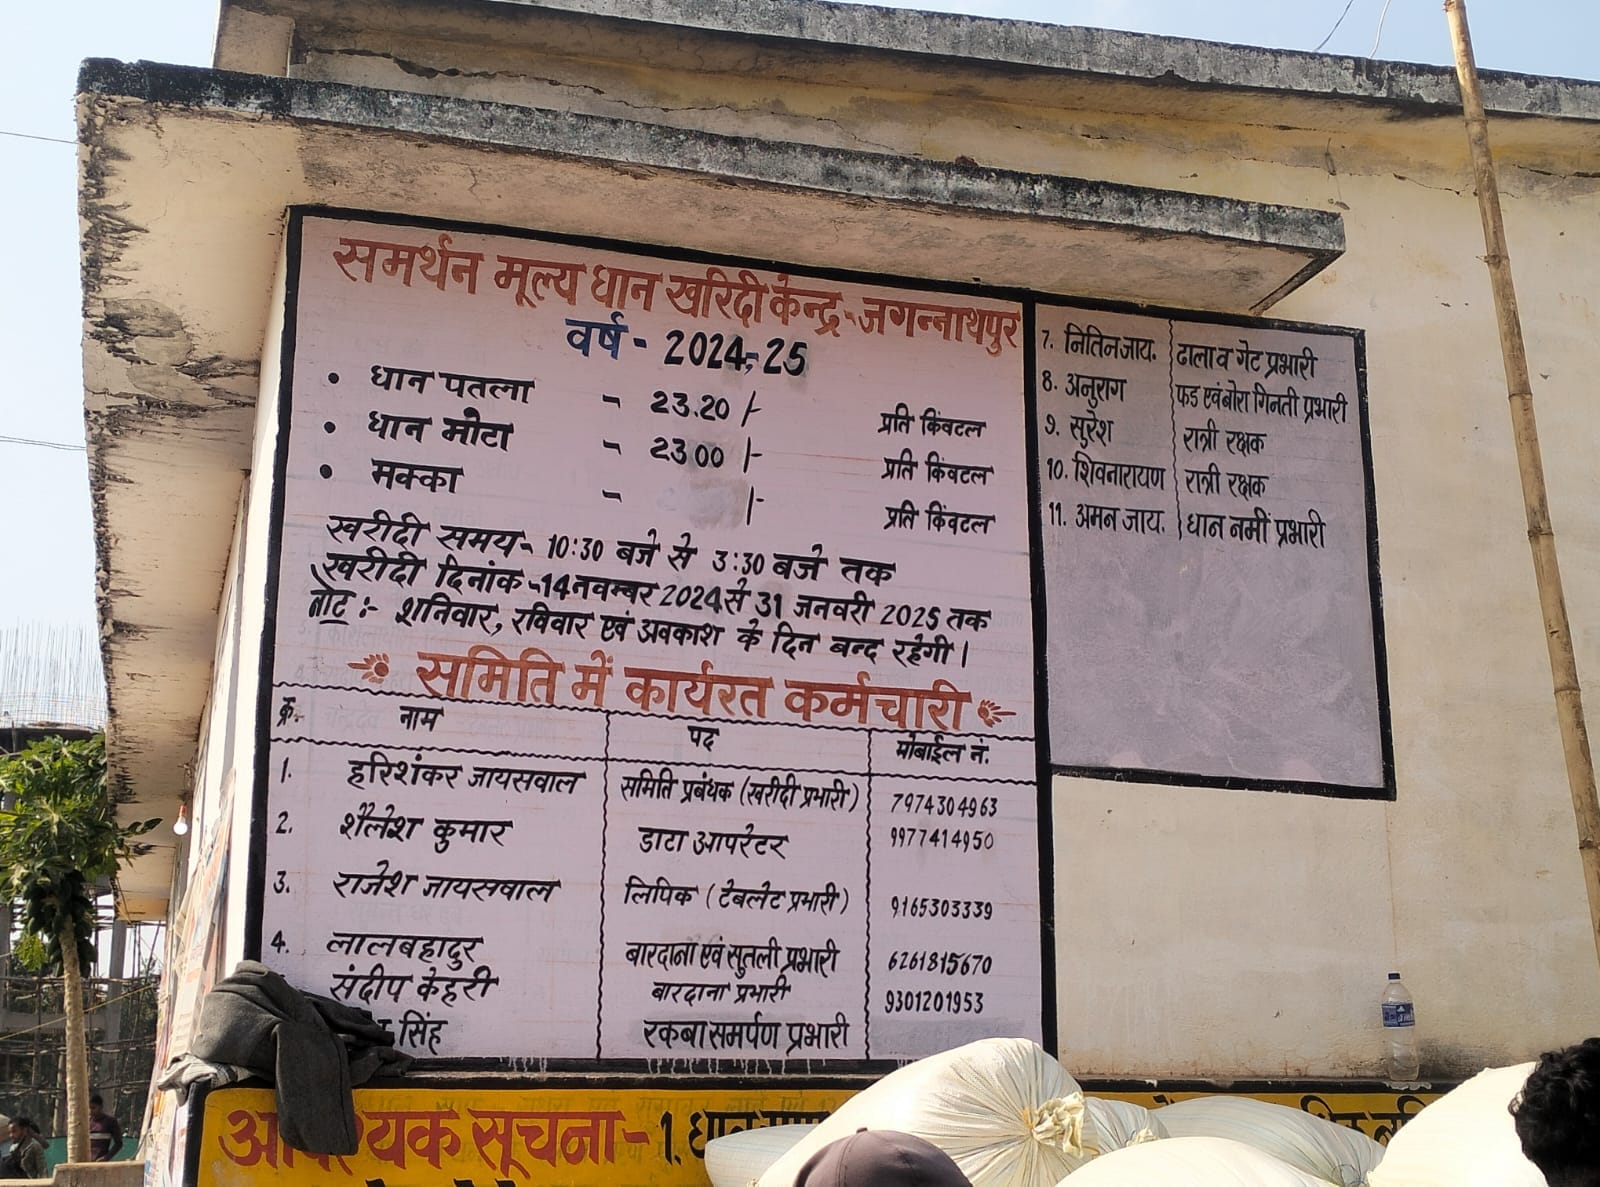 समर्थन मूल्य धान खरिदी केन्द्र-जगन्नाथपुर
वर्ष - 2024-25
• धान पतला - 23.20 /- प्रति किंवटल
• धान मोटा - 2300 /- प्रति किंवटल
• मक्का - /- प्रति किंवटल
खरीदी समय- 10:30 बजे से 3:30 बजे तक
खरीदी दिनांक -14 नवम्बर 2024 से 31 जनवरी 2025 तक
नोट :- शनिवार, रविवार एवं अवकाश के दिन बन्द रहेगी।
समिति में कार्यरत कर्मचारी
क्र. नाम पद मोबाईल नं.
1. हरिशंकर जायसवाल समिति प्रबंधक (खरीदी प्रभारी) 7974304963
2. शैलेश कुमार डाटा आपरेटर 9977414950
3. राजेश जायसवाल लिपिक (टेबलेट प्रभारी) 9165303339
4. लालबहादुर बारदाना एवं सुतली प्रभारी 6261815670
संदीप केहरी बारदाना प्रभारी 9301201953
सिंह रकबा समर्पण प्रभारी
7. नितिन जाय. ढाला व गेट प्रभारी
8. अनुराग फड एवं बोरा गिनती प्रभारी
9. सुरेश रात्री रक्षक
10. शिवनारायण रात्री रक्षक
11. अमन जाय. धान नमीं प्रभारी
सूचना- 1. धान